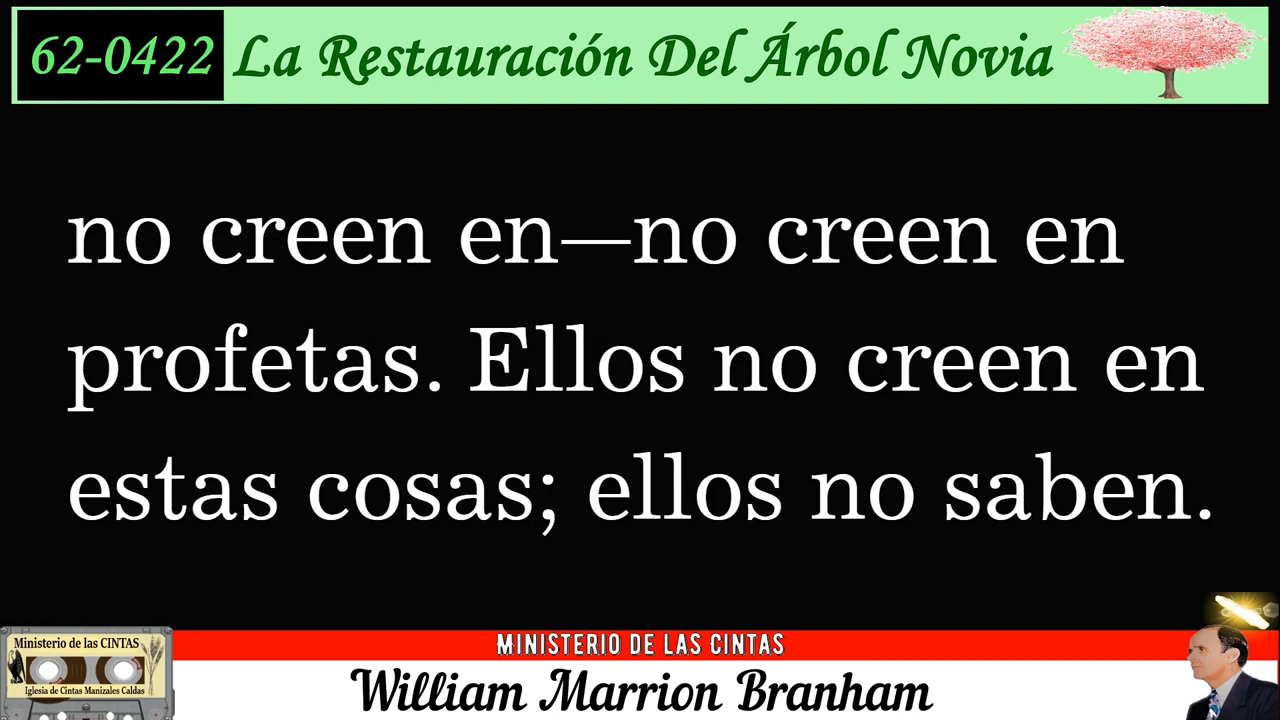 62-0422 La Restauración Del Árbol Novia
no creen en—no creen en
profetas. Ellos no creen en
estas cosas; ellos no saben.
MINISTERIO DE LAS CINTAS
Ministerio de las CINTAS
Iglesia de Cintas Manizales Caldas
William Marrion Branham